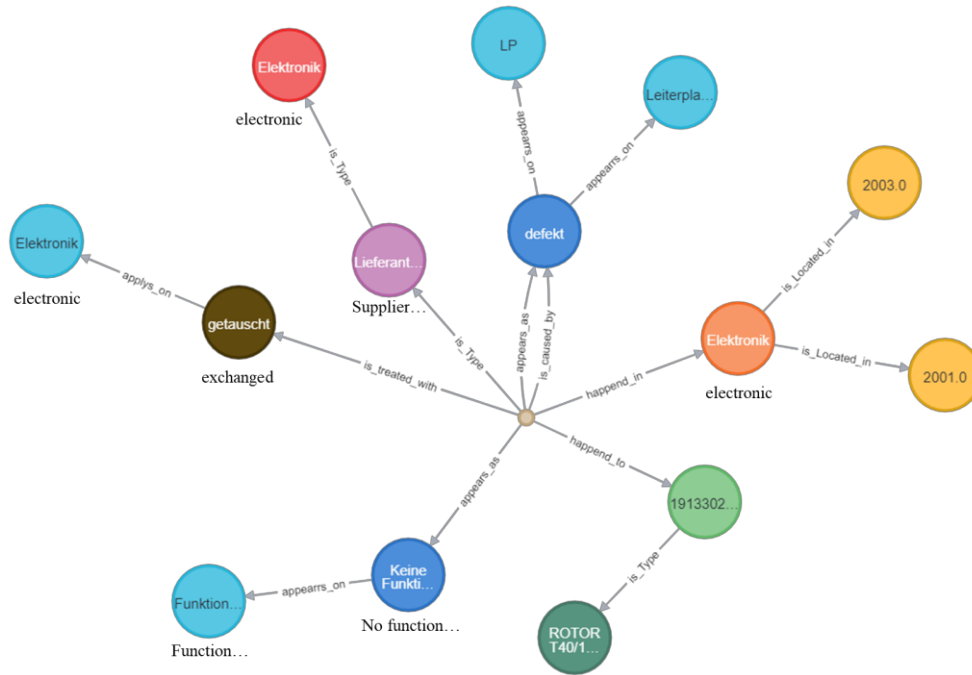 LP
Elektronik
Leiterpla...
electronic
appearrs_on
appearrs_on
is_Type
2003.0
defekt
Elektronik
Lieferant...
is_Located_in
applys_on
electronic
Supplier...
getauscht
appears_as
is_caused_by
Elektronik
is_Type
is_Located_in
exchanged
happend_in
2001.0
is_treated_with
electronic
happend_to
appears_as
1913302...
is_Type
Keine
Funkti...
appearrs_on
Funktion...
No function...
ROTOR
T40/1...
Function...